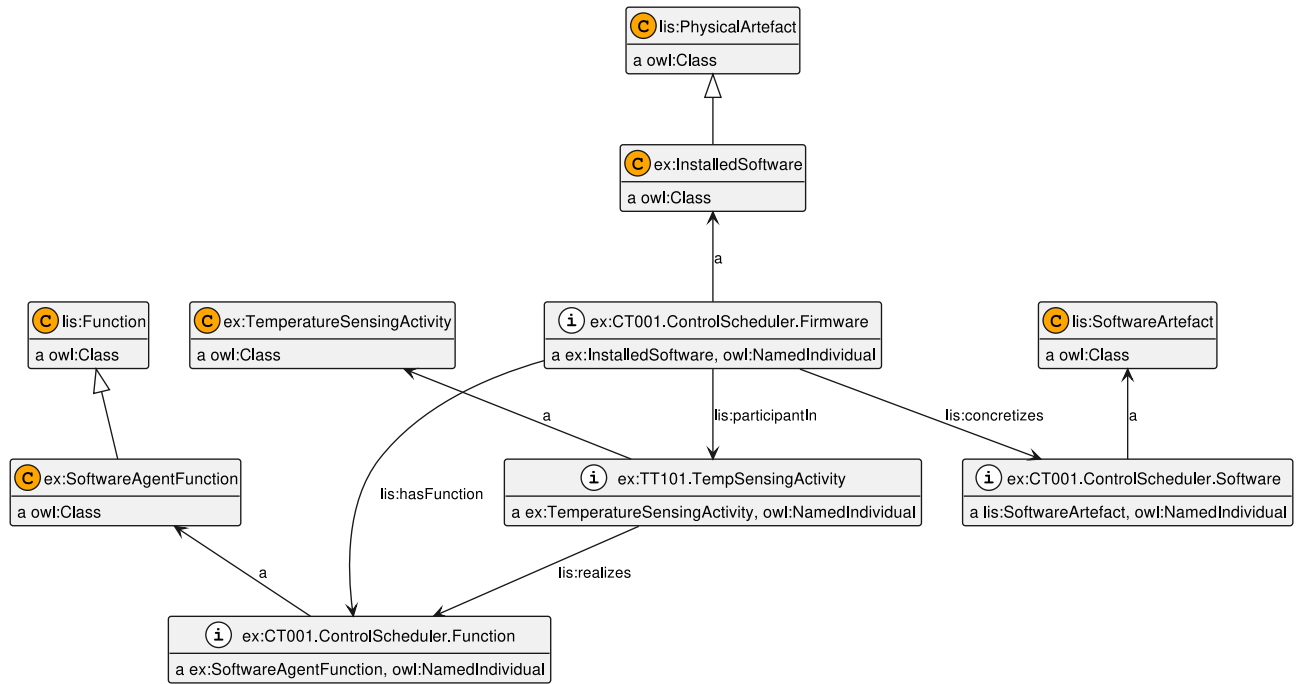 C lis:PhysicalArtefact
a owl:Class
C ex:InstalledSoftware
a owl:Class
a
C lis:Function
a owl:Class
C ex:TemperatureSensingActivity
a owl:Class
i ex:CT001.ControlScheduler.Firmware
a ex:InstalledSoftware, owl:NamedIndividual
C lis:SoftwareArtefact
a owl:Class
a
lis:participantIn
lis:concretizes
a
lis:hasFunction
C ex:SoftwareAgentFunction
a owl:Class
i ex:TT101.TempSensingActivity
a ex:TemperatureSensingActivity, owl:NamedIndividual
i ex:CT001.ControlScheduler.Software
a lis:SoftwareArtefact, owl:NamedIndividual
a
lis:realizes
i ex:CT001.ControlScheduler.Function
a ex:SoftwareAgentFunction, owl:NamedIndividual